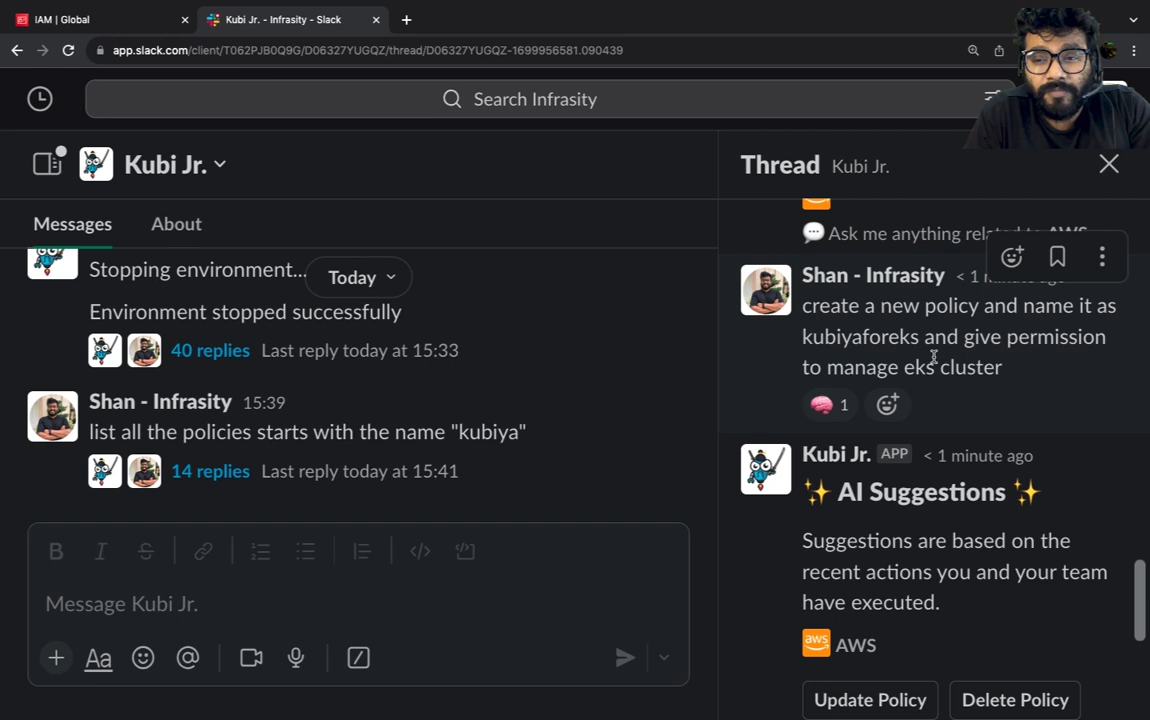 IAM | Global
Kubi Jr. - Infrasity - Slack
app.slack.com/client/T062PJB0Q9G/D06327YUGQZ/thread/D06327YUGQZ-1699956581.090439
Search Infrasity
Kubi Jr.
Messages
About
Stopping environment...
Today
Environment stopped successfully
40 replies Last reply today at 15:33
Shan - Infrasity 15:39
list all the policies starts with the name "kubiya"
14 replies Last reply today at 15:41
Message Kubi Jr.
Aa
Thread Kubi Jr.
Ask me anything related to AWS
Shan - Infrasity < 1 minute ago
create a new policy and name it as
kubiyaforeks and give permission
to manage eks cluster
1
Kubi Jr. APP < 1 minute ago
✨ AI Suggestions ✨
Suggestions are based on the
recent actions you and your team
have executed.
aws AWS
Update Policy
Delete Policy